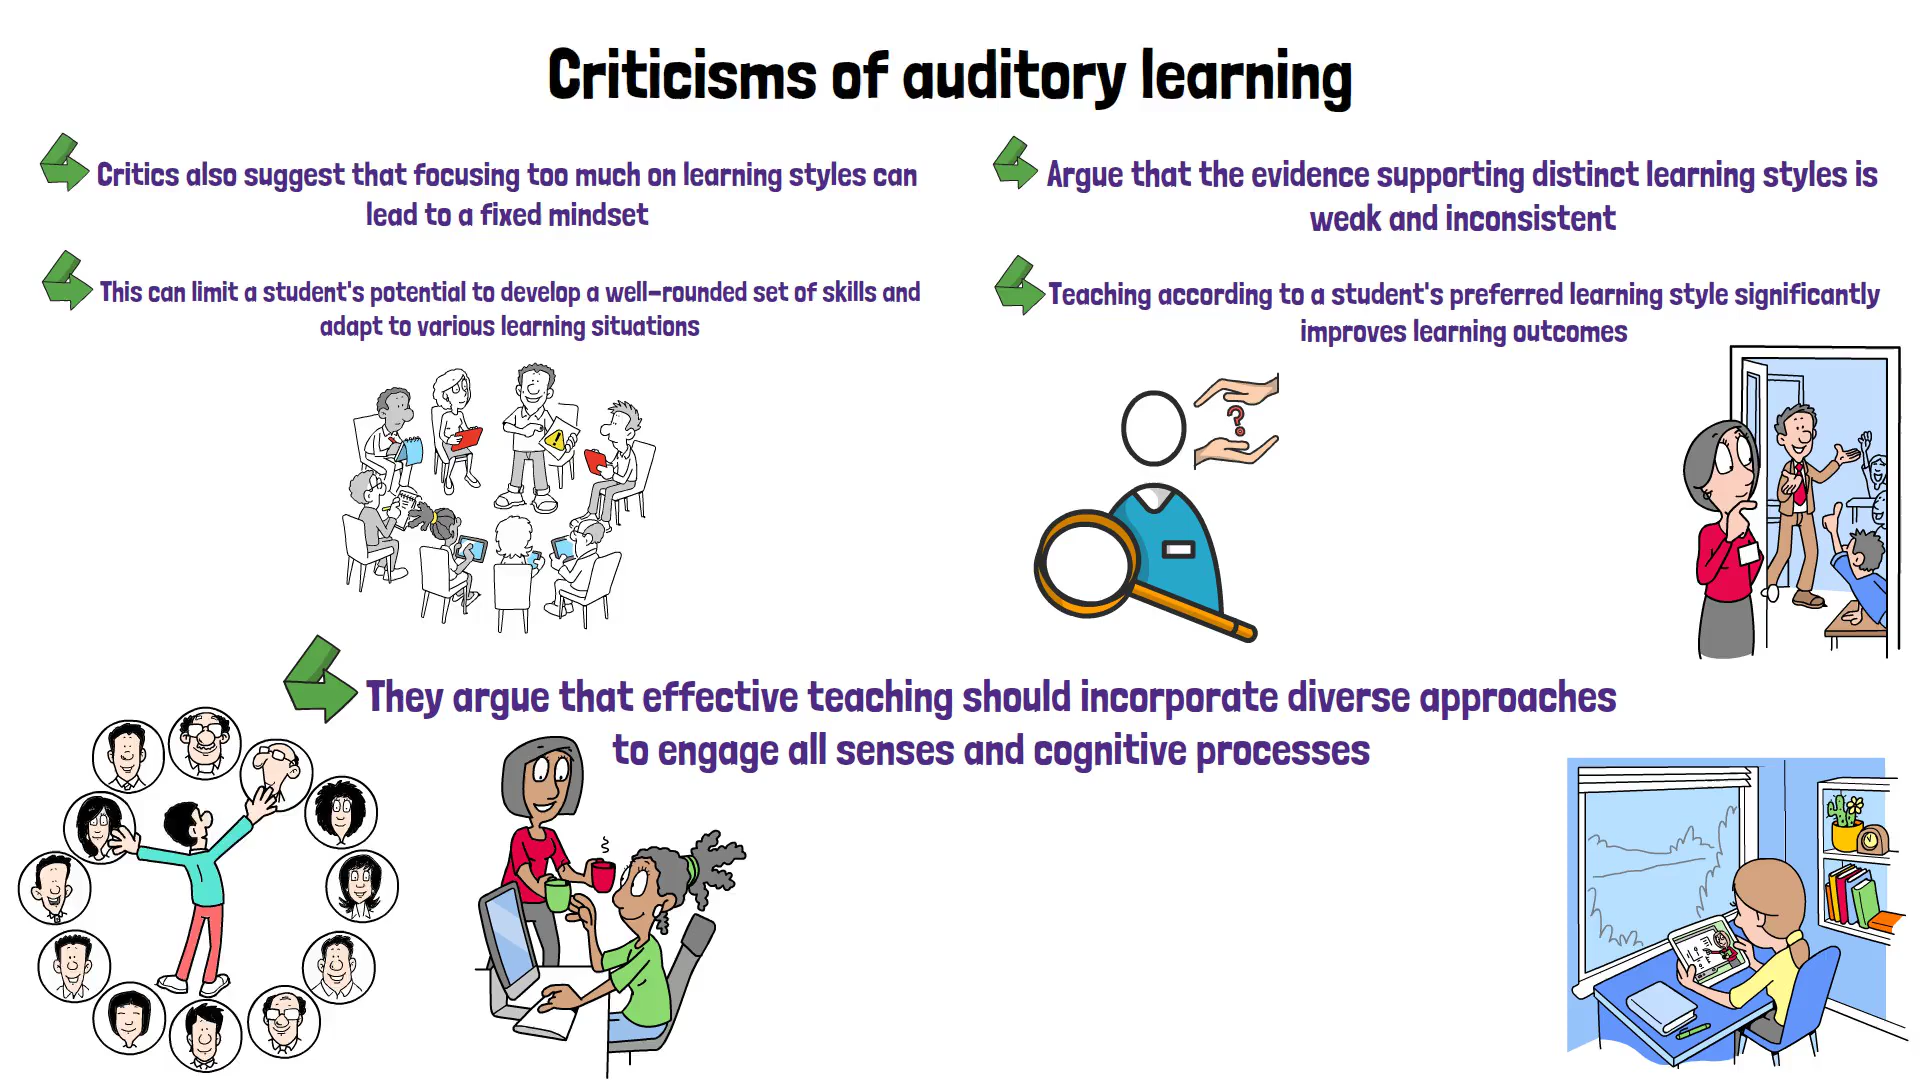 Criticisms of auditory learning
Critics also suggest that focusing too much on learning styles can
lead to a fixed mindset
This can limit a student's potential to develop a well-rounded set of skills and
adapt to various learning situations
Argue that the evidence supporting distinct learning styles is
weak and inconsistent
Teaching according to a student's preferred learning style significantly
improves learning outcomes
?
They argue that effective teaching should incorporate diverse approaches
to engage all senses and cognitive processes